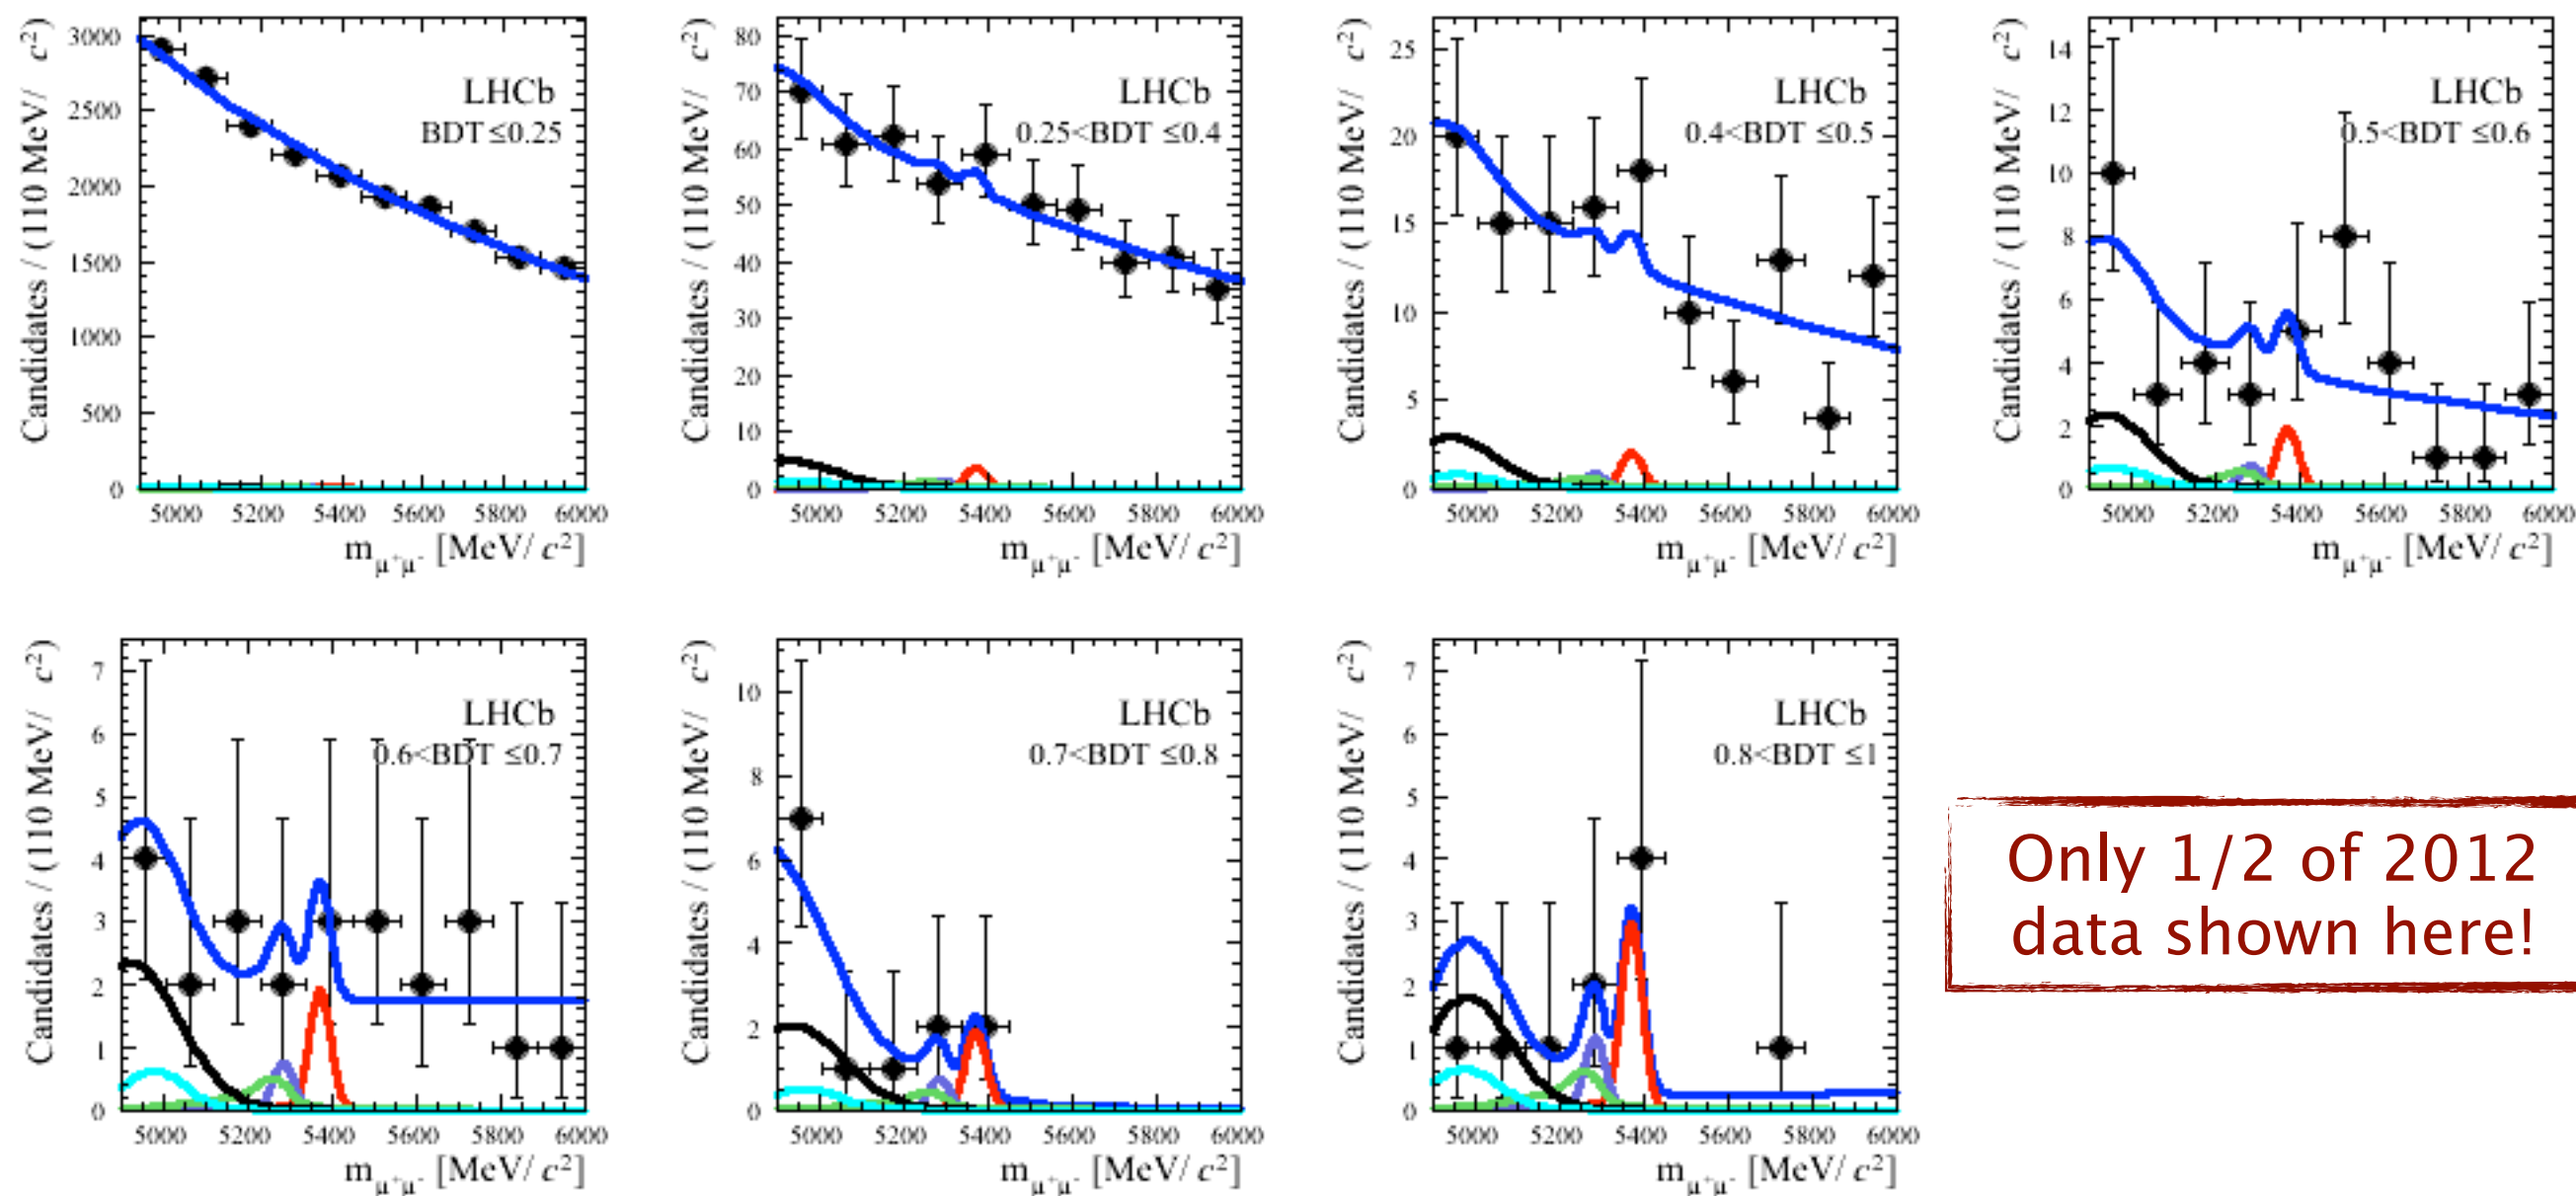 Candidates / (110 MeV/ c²)
3000
2500
2000
1500
1000
500
0
LHCb
BDT ≤0.25
5000 5200 5400 5600 5800 6000
m_μ⁺μ⁻ [MeV/ c²]
Candidates / (110 MeV/ c²)
80
70
60
50
40
30
20
10
0
LHCb
0.25<BDT ≤0.4
5000 5200 5400 5600 5800 6000
m_μ⁺μ⁻ [MeV/ c²]
Candidates / (110 MeV/ c²)
25
20
15
10
5
0
LHCb
0.4<BDT ≤0.5
5000 5200 5400 5600 5800 6000
m_μ⁺μ⁻ [MeV/ c²]
Candidates / (110 MeV/ c²)
14
12
10
8
6
4
2
0
LHCb
0.5<BDT ≤0.6
5000 5200 5400 5600 5800 6000
m_μ⁺μ⁻ [MeV/ c²]
Candidates / (110 MeV/ c²)
7
6
5
4
3
2
1
0
LHCb
0.6<BDT ≤0.7
5000 5200 5400 5600 5800 6000
m_μ⁺μ⁻ [MeV/ c²]
Candidates / (110 MeV/ c²)
10
8
6
4
2
0
LHCb
0.7<BDT ≤0.8
5000 5200 5400 5600 5800 6000
m_μ⁺μ⁻ [MeV/ c²]
Candidates / (110 MeV/ c²)
7
6
5
4
3
2
1
0
LHCb
0.8<BDT ≤1
5000 5200 5400 5600 5800 6000
m_μ⁺μ⁻ [MeV/ c²]
Only 1/2 of 2012
data shown here!